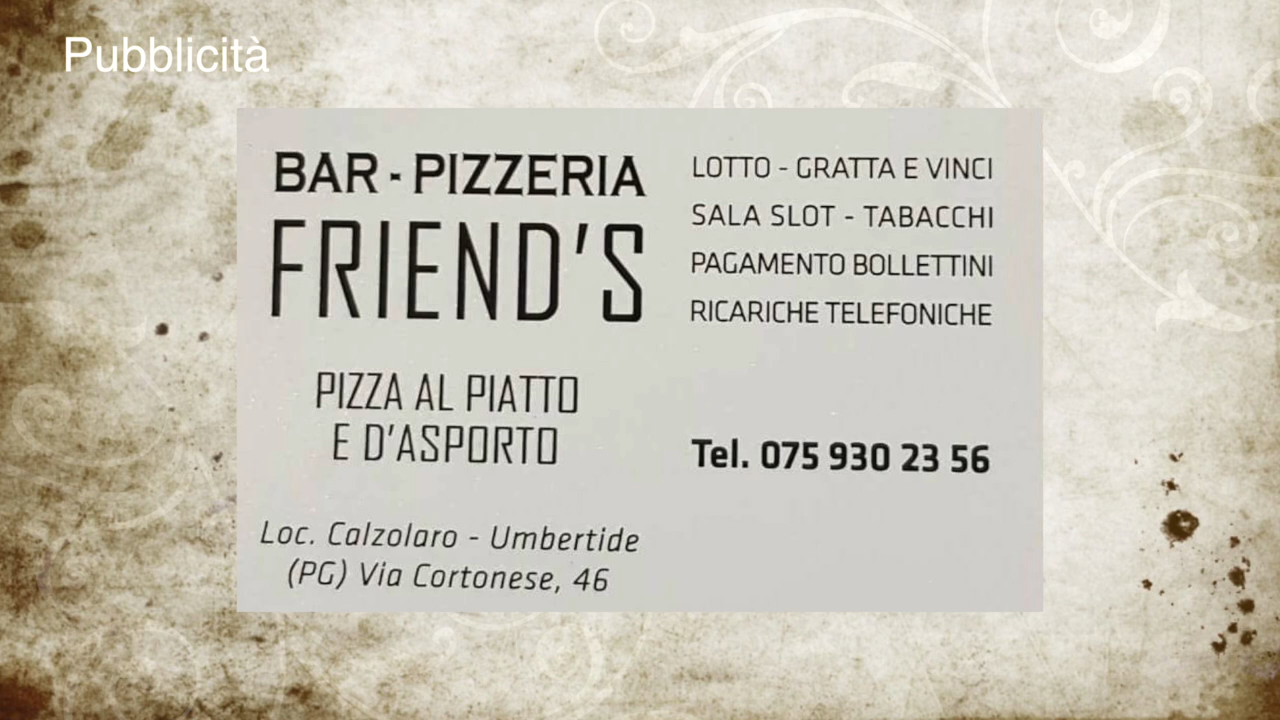 Pubblicità
BAR - PIZZERIA
FRIEND'S
PIZZA AL PIATTO
E D'ASPORTO
Loc. Calzolaro - Umbertide
(PG) Via Cortonese, 46
LOTTO - GRATTA E VINCI
SALA SLOT - TABACCHI
PAGAMENTO BOLLETTINI
RICARICHE TELEFONICHE
Tel. 075 930 23 56